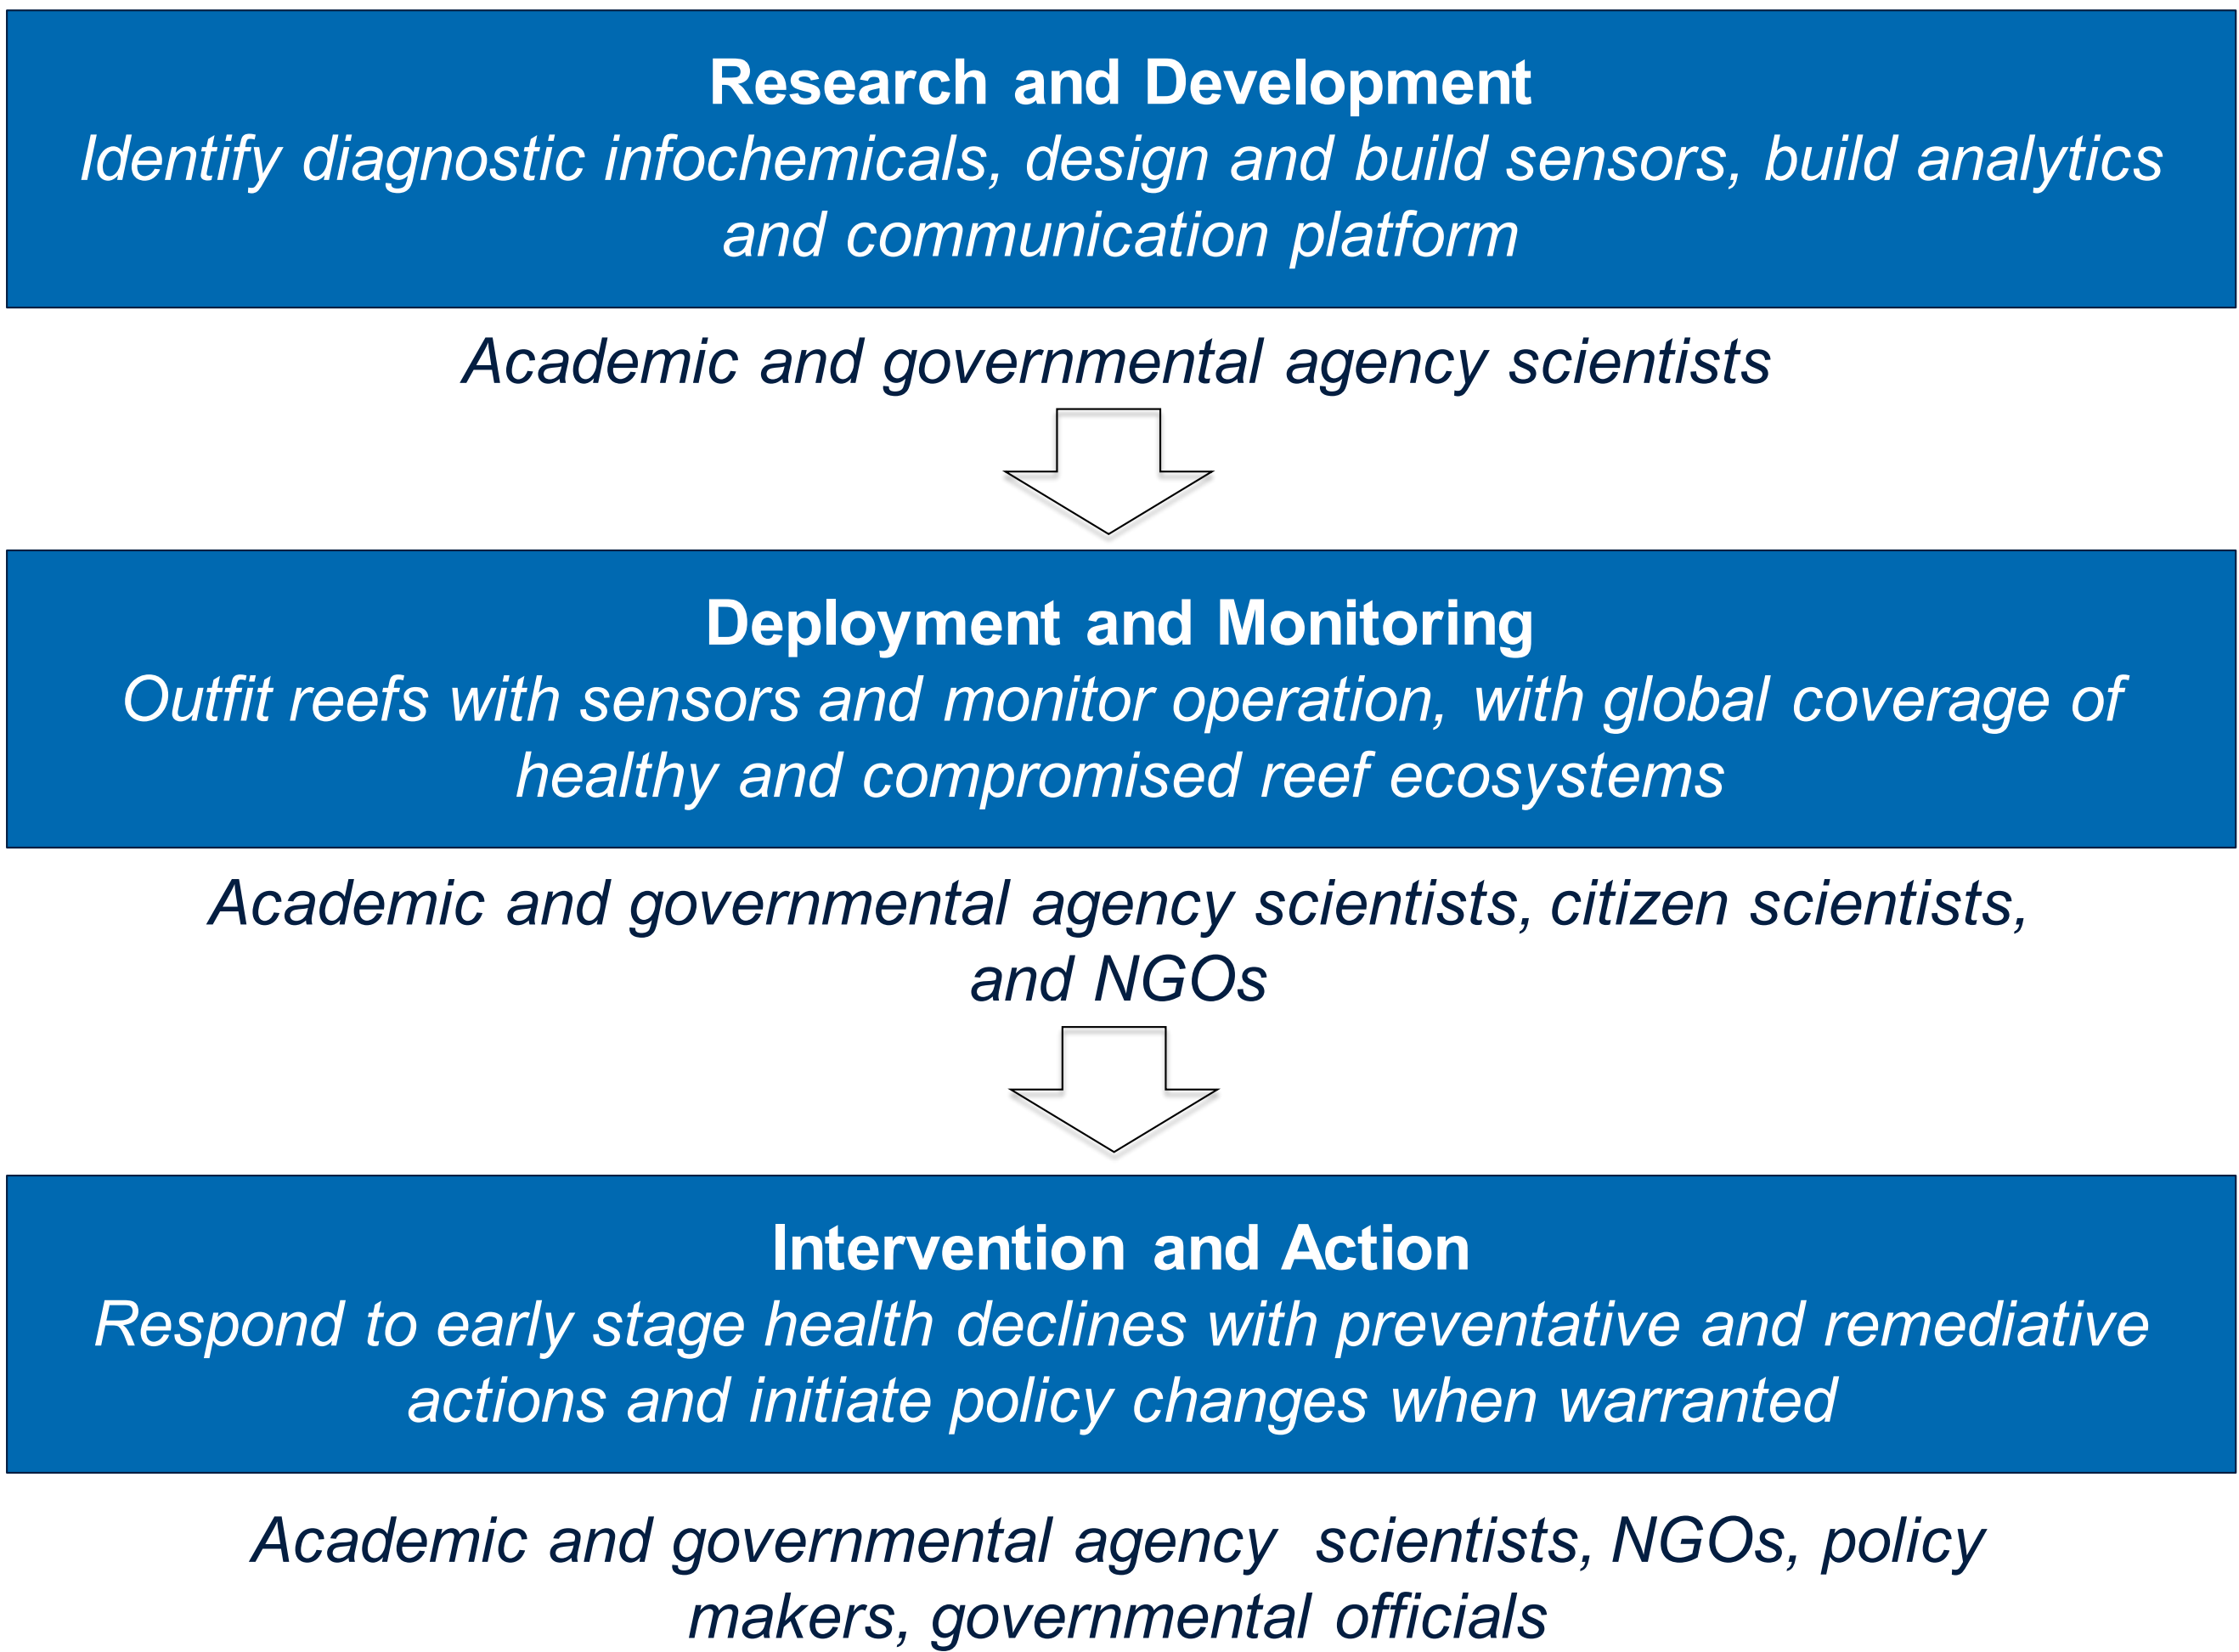 Research and Development
Identify diagnostic infochemicals, design and build sensors, build analytics
and communication platform
Academic and governmental agency scientists
Deployment and Monitoring
Outfit reefs with sensors and monitor operation, with global coverage of
healthy and compromised reef ecosystems
Academic and governmental agency scientists, citizen scientists,
and NGOs
Intervention and Action
Respond to early stage health declines with preventative and remediative
actions and initiate policy changes when warranted
Academic and governmental agency scientists, NGOs, policy
makers, governmental officials